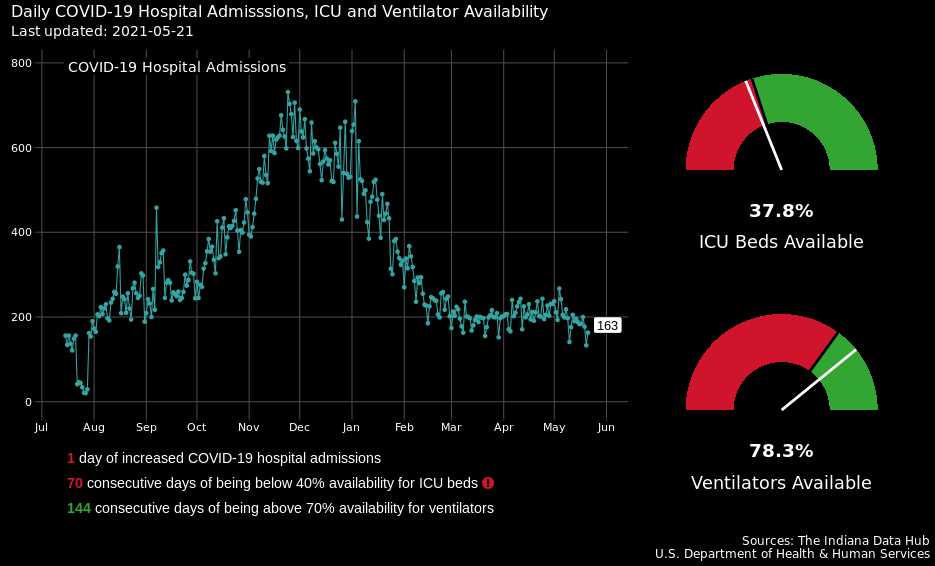 Daily COVID-19 Hospital Admisssions, ICU and Ventilator Availability
Last updated: 2021-05-21
COVID-19 Hospital Admissions
800
600
400
200
0
Jul Aug Sep Oct Nov Dec Jan Feb Mar Apr May Jun
163
1 day of increased COVID-19 hospital admissions
70 consecutive days of being below 40% availability for ICU beds !
144 consecutive days of being above 70% availability for ventilators
37.8%
ICU Beds Available
78.3%
Ventilators Available
Sources: The Indiana Data Hub
U.S. Department of Health & Human Services